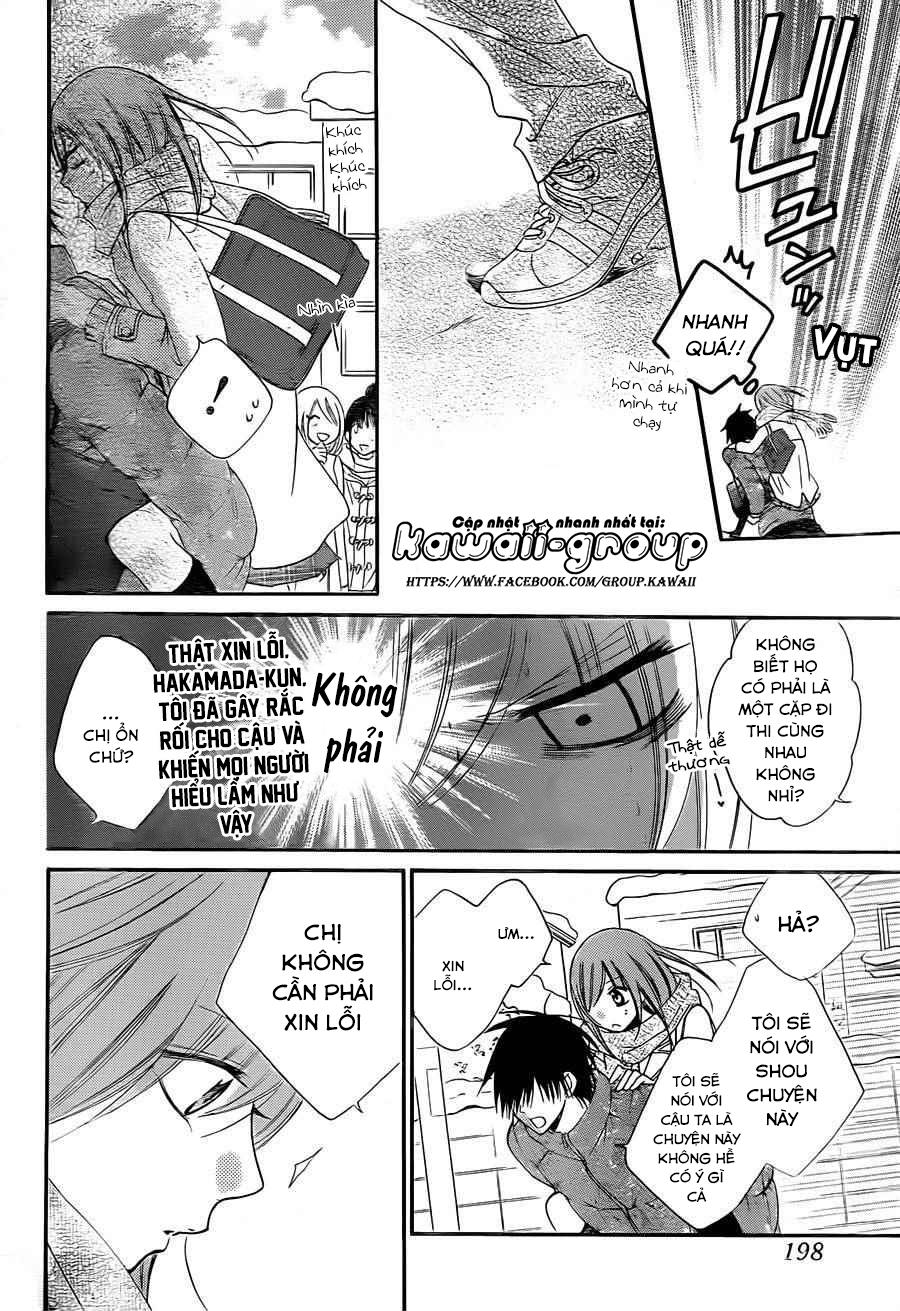 ビュンッ
VỤT
NHANH
QUÁ!!
Nhanh
hơn cả khi
mình tự
chạy
Khúc
khích
Khúc
khích
Nhìn kìa
!
Cập nhật nhanh nhất tại:
kawaii-group
HTTPS://WWW.FACEBOOK.COM/GROUP.KAWAII
KHÔNG
BIẾT HỌ
CÓ PHẢI LÀ
MỘT CẶP ĐI
THI CÙNG
NHAU
KHÔNG
NHỈ?
Thật dễ
thương
Không
phải
THẬT XIN LỖI,
HAKAMADA-KUN.
TÔI ĐÃ GÂY RẮC
RỐI CHO CẬU VÀ
KHIẾN MỌI NGƯỜI
HIỂU LẦM NHƯ
VẬY
...
CHỊ ỔN
CHỨ?
HẢ?
TÔI SẼ
NÓI VỚI
SHOU
CHUYỆN
NÀY
TÔI SẼ
NÓI VỚI
CẬU TA LÀ
CHUYỆN NÀY
KHÔNG HỀ
CÓ Ý GÌ
CẢ
ƯM...
XIN
LỖI...
CHỊ
KHÔNG
CẦN PHẢI
XIN LỖI
198